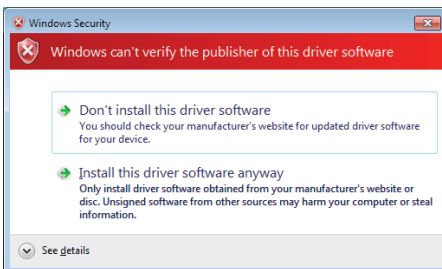 Windows Security
Windows can't verify the publisher of this driver software
Don't install this driver software
You should check your manufacturer's website for updated driver software
for your device.
Install this driver software anyway
Only install driver software obtained from your manufacturer's website or
disc. Unsigned software from other sources may harm your computer or steal
information.
See details